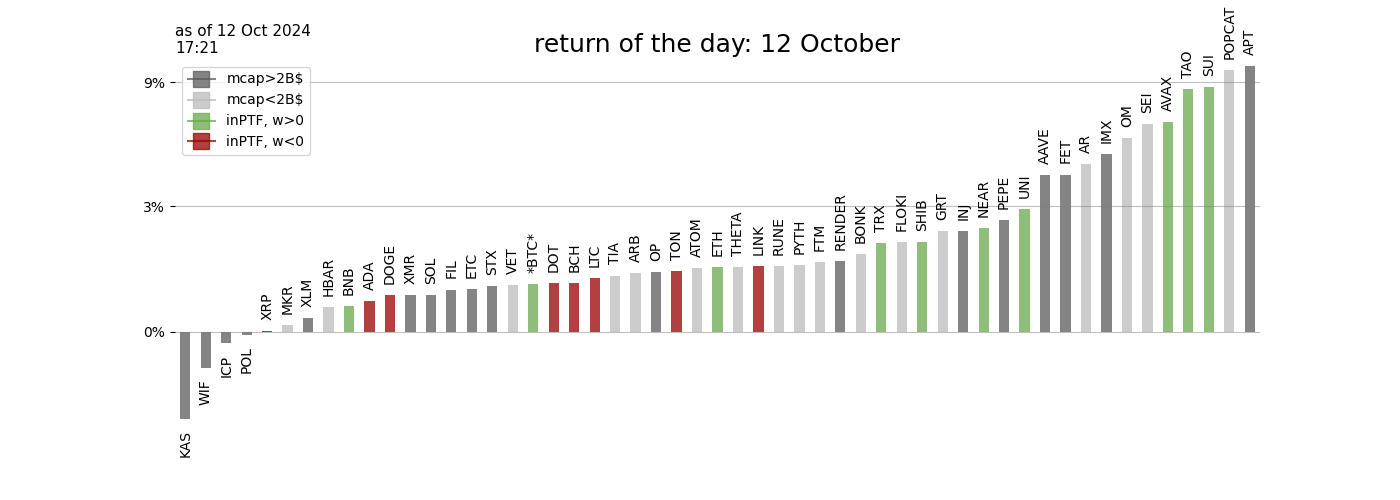 as of 12 Oct 2024
17:21
return of the day: 12 October
mcap>2B$
mcap<2B$
inPTF, w>0
inPTF, w<0
9%
3%
0%
KAS
WIF
ICP
POL
XRP
MKR
XLM
HBAR
BNB
ADA
DOGE
XMR
SOL
FIL
ETC
STX
VET
*BTC*
DOT
BCH
LTC
TIA
ARB
OP
TON
ATOM
ETH
THETA
LINK
RUNE
PYTH
FTM
RENDER
BONK
TRX
FLOKI
SHIB
GRT
INJ
NEAR
PEPE
UNI
AAVE
FET
AR
IMX
OM
SEI
AVAX
TAO
SUI
POPCAT
APT